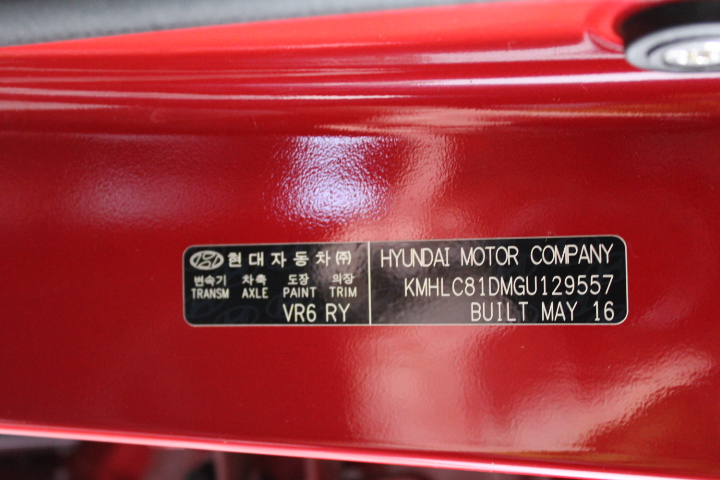 현대자동차(주)
변속기 차축 도장 의장
TRANSM AXLE PAINT TRIM
VR6 RY
HYUNDAI MOTOR COMPANY
KMHLC81DMGU129557
BUILT MAY 16